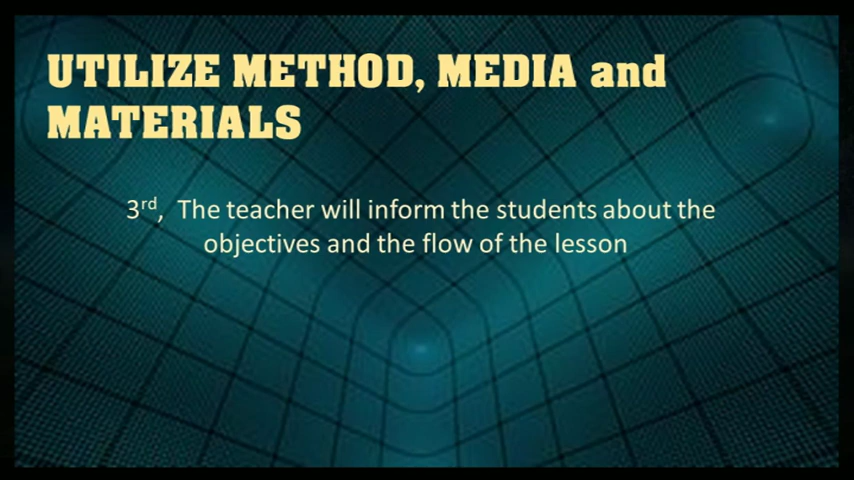 UTILIZE METHOD, MEDIA and
MATERIALS
3rd, The teacher will inform the students about the
objectives and the flow of the lesson